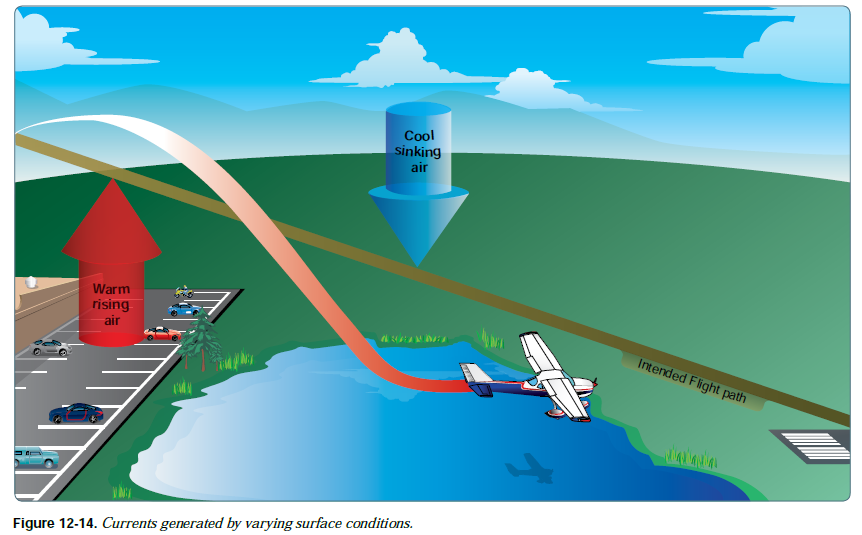 Cool
sinking
air
Warm
rising
air
Intended Flight path
Figure 12-14. Currents generated by varying surface conditions.